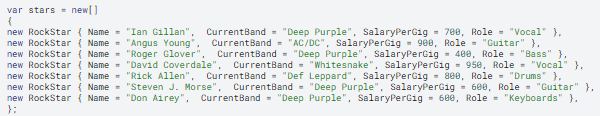 var stars = new[]
{
new RockStar { Name = "Ian Gillan",  CurrentBand = "Deep Purple", SalaryPerGig = 700, Role = "Vocal" },
new RockStar { Name = "Angus Young",  CurrentBand = "AC/DC", SalaryPerGig = 900, Role = "Guitar" },
new RockStar { Name = "Roger Glover",  CurrentBand = "Deep Purple", SalaryPerGig = 400, Role = "Bass" },
new RockStar { Name = "David Coverdale", CurrentBand = "Whitesnake", SalaryPerGig = 950, Role = "Vocal" },
new RockStar { Name = "Rick Allen", CurrentBand = "Def Leppard", SalaryPerGig = 800, Role = "Drums" },
new RockStar { Name = "Steven J. Morse", CurrentBand = "Deep Purple", SalaryPerGig = 600, Role = "Guitar" },
new RockStar { Name = "Don Airey",  CurrentBand = "Deep Purple", SalaryPerGig = 600, Role = "Keyboards" },
};